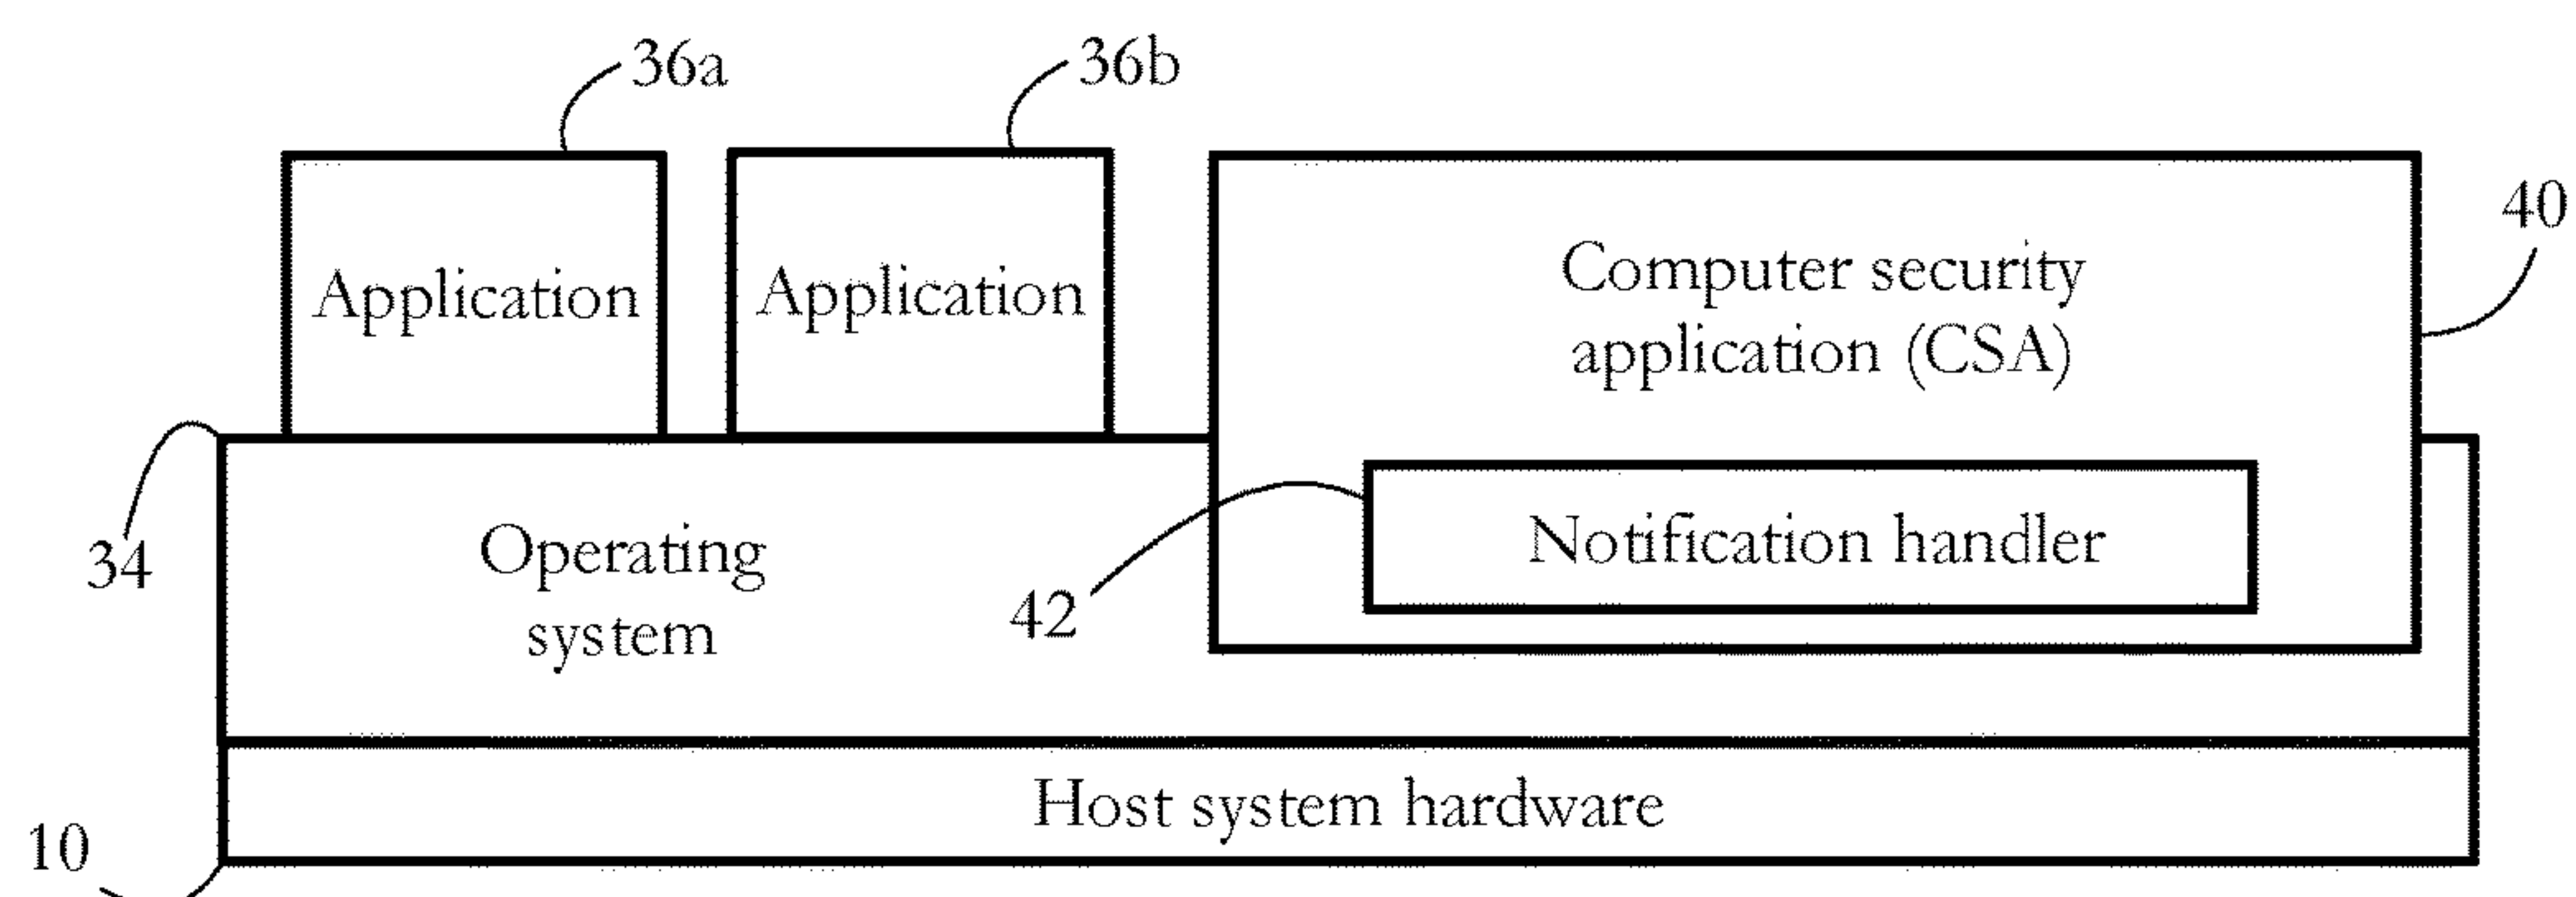 36a
36b
40
Application
Application
Computer security
application (CSA)
34
Operating
system
42
Notification handler
Host system hardware
10